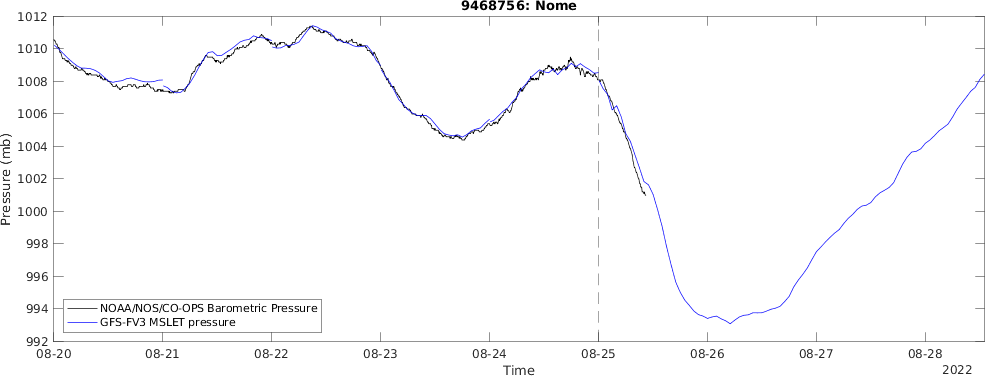 9468756: Nome
Pressure (mb)
1012
1010
1008
1006
1004
1002
1000
998
996
994
992
NOAA/NOS/CO-OPS Barometric Pressure
GFS-FV3 MSLET pressure
08-20 08-21 08-22 08-23 08-24 08-25 08-26 08-27 08-28
Time
2022